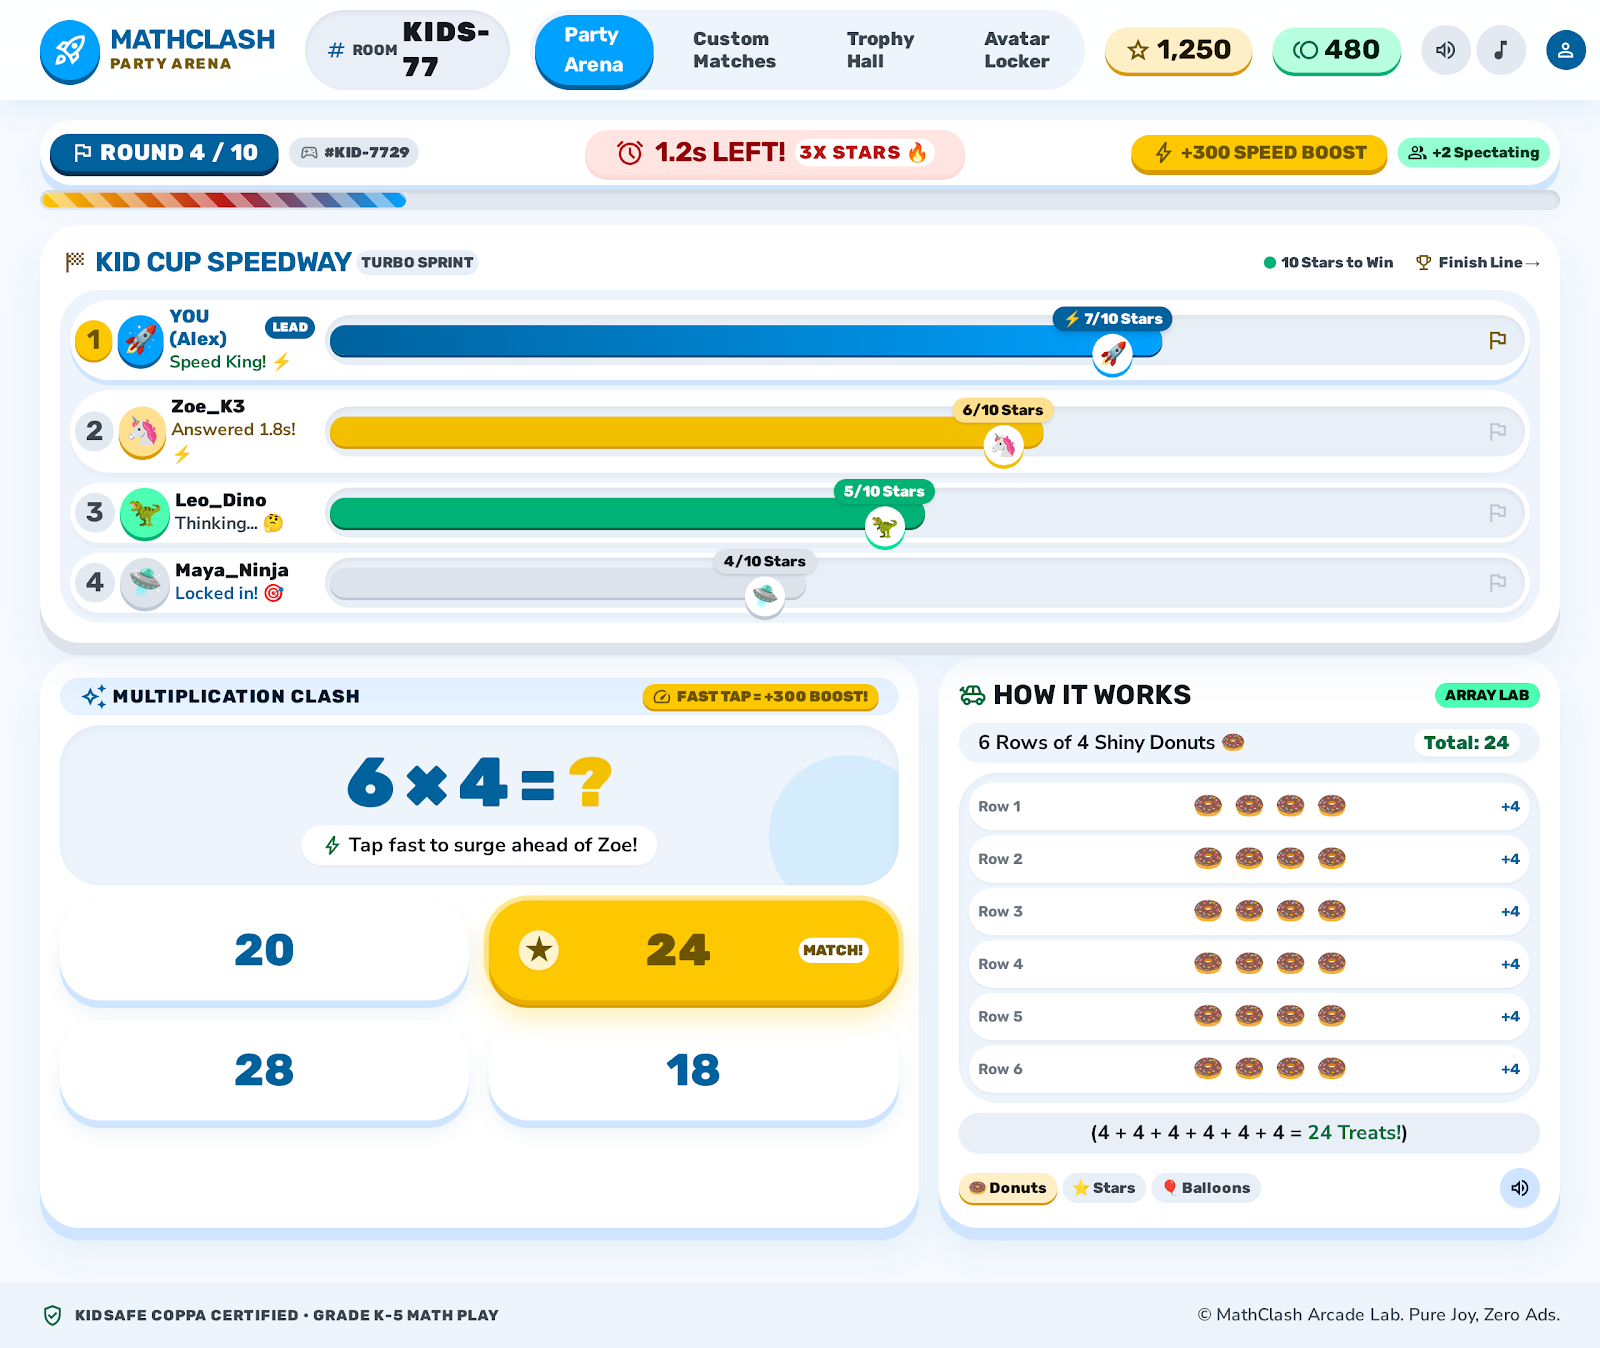 MATHCLASH
PARTY ARENA
# ROOM KIDS-
77
Party
Arena
Custom
Matches
Trophy
Hall
Avatar
Locker
1,250
480
ROUND 4 / 10
#KID-7729
1.2s LEFT! 3X STARS 🔥
+300 SPEED BOOST
+2 Spectating
KID CUP SPEEDWAY TURBO SPRINT
10 Stars to Win
Finish Line→
1
YOU
(Alex)
LEAD
Speed King! ⚡
⚡ 7/10 Stars
2
Zoe_K3
Answered 1.8s!
⚡
6/10 Stars
3
Leo_Dino
Thinking... 🤔
5/10 Stars
4
Maya_Ninja
Locked in! 🎯
4/10 Stars
MULTIPLICATION CLASH
FAST TAP = +300 BOOST!
6 × 4 = ?
Tap fast to surge ahead of Zoe!
20
★ 24 MATCH!
28
18
HOW IT WORKS
ARRAY LAB
6 Rows of 4 Shiny Donuts 🍩
Total: 24
Row 1 🍩 🍩 🍩 🍩 +4
Row 2 🍩 🍩 🍩 🍩 +4
Row 3 🍩 🍩 🍩 🍩 +4
Row 4 🍩 🍩 🍩 🍩 +4
Row 5 🍩 🍩 🍩 🍩 +4
Row 6 🍩 🍩 🍩 🍩 +4
(4 + 4 + 4 + 4 + 4 + 4 = 24 Treats!)
🍩 Donuts
⭐ Stars
🎈 Balloons
KIDSAFE COPPA CERTIFIED • GRADE K-5 MATH PLAY
© MathClash Arcade Lab. Pure Joy, Zero Ads.